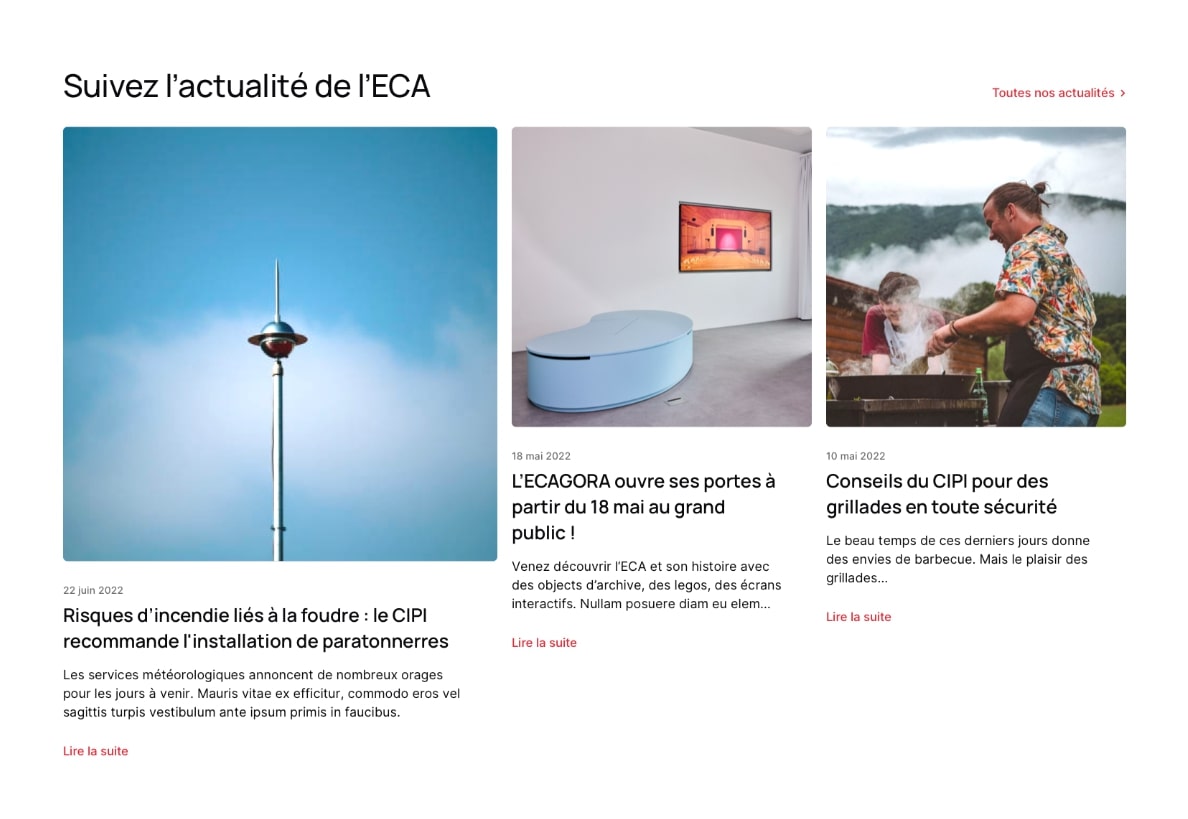 Suivez l’actualité de l’ECA
Toutes nos actualités
22 juin 2022
Risques d’incendie liés à la foudre : le CIPI
recommande l'installation de paratonnerres
Les services météorologiques annoncent de nombreux orages
pour les jours à venir. Mauris vitae ex efficitur, commodo eros vel
sagittis turpis vestibulum ante ipsum primis in faucibus.
Lire la suite
18 mai 2022
L’ECAGORA ouvre ses portes à
partir du 18 mai au grand
public !
Venez découvrir l’ECA et son histoire avec
des objets d’archive, des legos, des écrans
interactifs. Nullam posuere diam eu elem...
Lire la suite
10 mai 2022
Conseils du CIPI pour des
grillades en toute sécurité
Le beau temps de ces derniers jours donne
des envies de barbecue. Mais le plaisir des
grillades...
Lire la suite